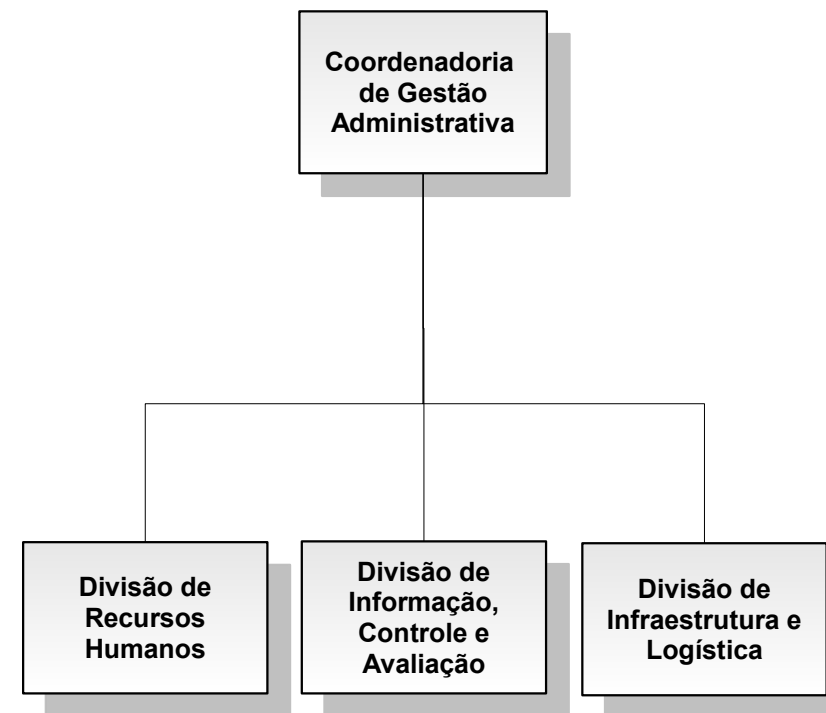 Coordenadoria
de Gestão
Administrativa
Divisão de
Recursos
Humanos
Divisão de
Informação,
Controle e
Avaliação
Divisão de
Infraestrutura e
Logística